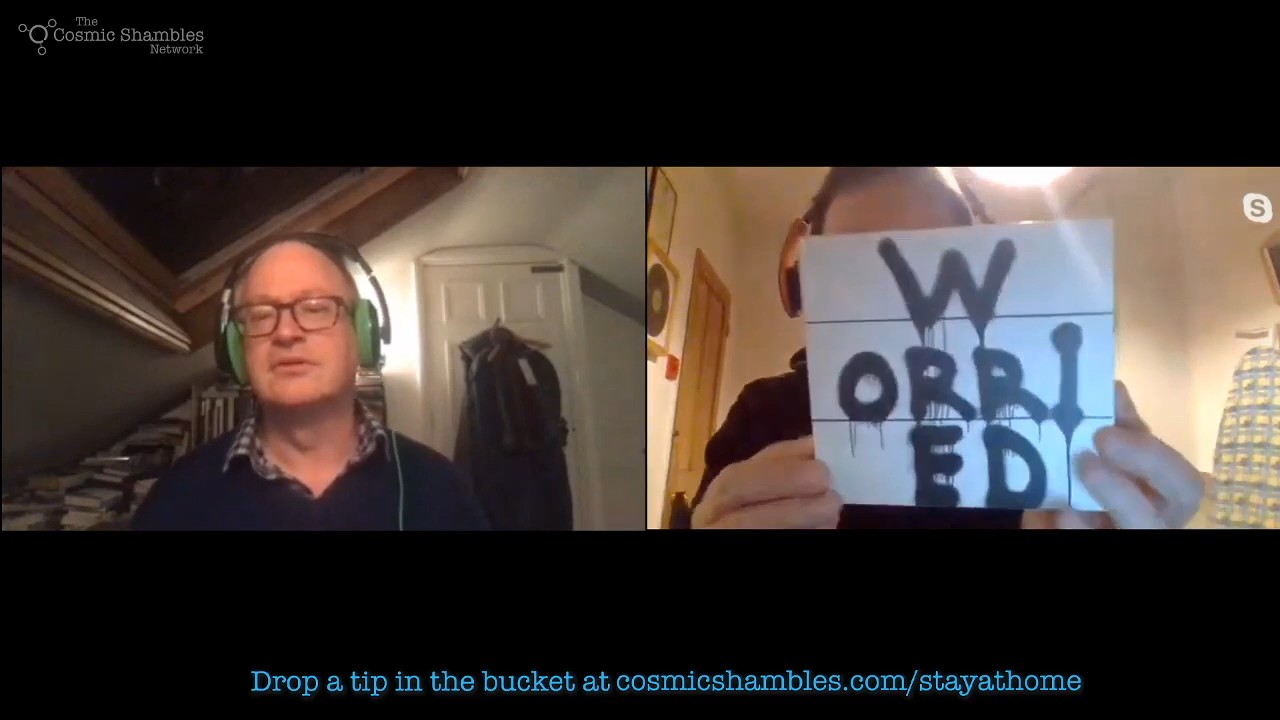 The
Cosmic Shambles
Network
S
W
ORRI
ED
Drop a tip in the bucket at cosmicshambles.com/stayathome